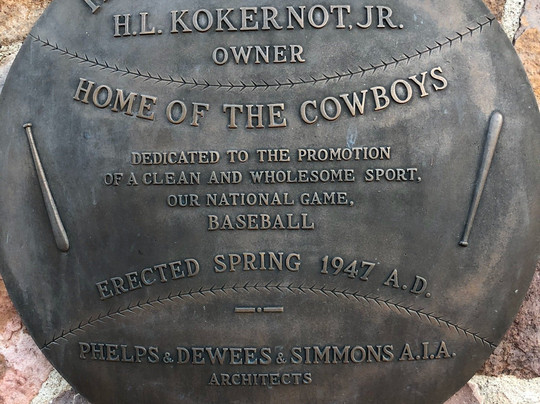 H.L. KOKERNOT, JR.
OWNER
HOME OF THE COWBOYS
DEDICATED TO THE PROMOTION
OF A CLEAN AND WHOLESOME SPORT,
OUR NATIONAL GAME,
BASEBALL
ERECTED SPRING 1947 A.D.
PHELPS & DEWEES & SIMMONS A.I.A.
ARCHITECTS